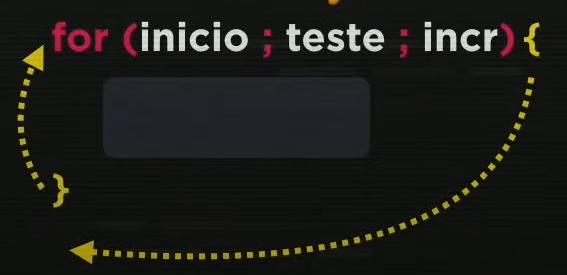 for (inicio ; teste ; incr) {
}